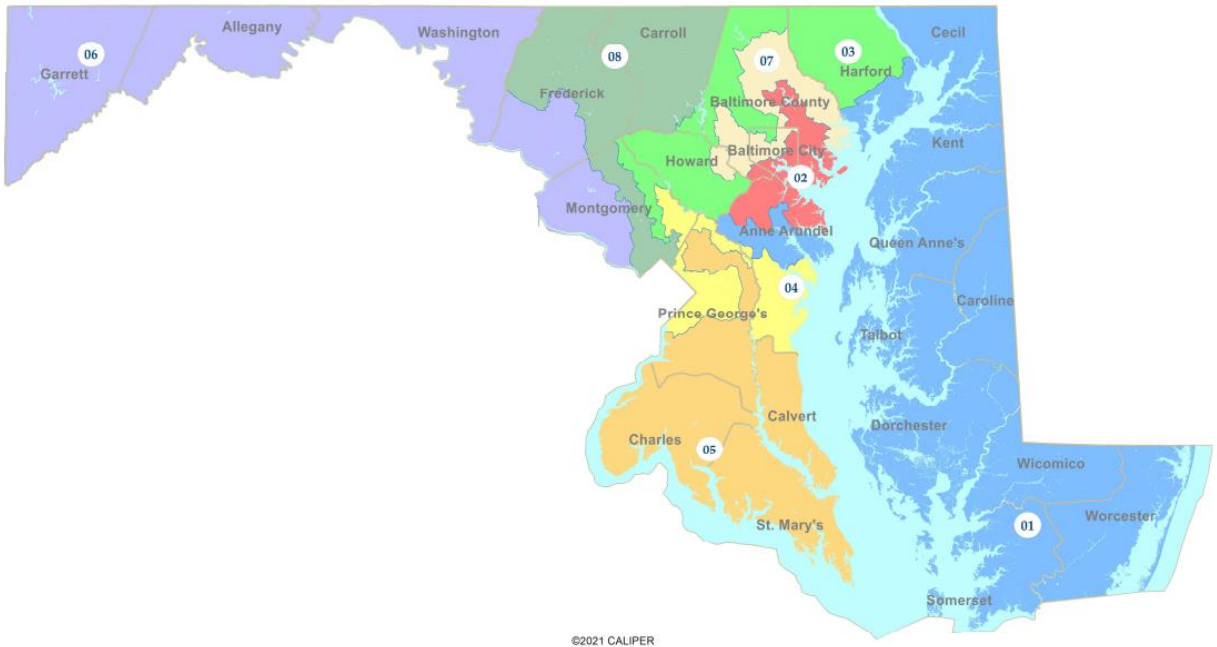 Allegany
Washington
Carroll
Cecil
06
08
07
03
Garrett
Harford
Frederick
Baltimore County
Kent
Baltimore City
Howard
02
Montgomery
Anne Arundel
Queen Anne's
04
Caroline
Prince George's
Talbot
Calvert
Dorchester
Charles
05
Wicomico
01
Worcester
St. Mary's
Somerset
©2021 CALIPER